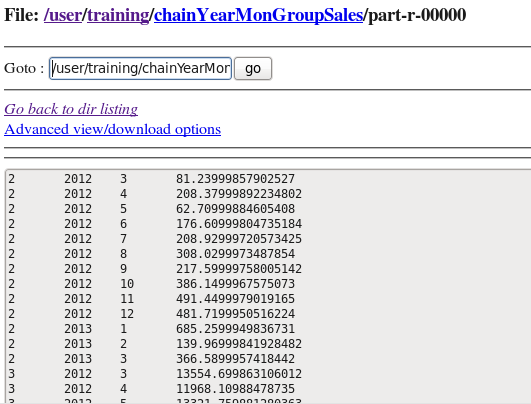 File: /user/training/chainYearMonGroupSales/part-r-00000
Goto : /user/training/chainYearMor go
Go back to dir listing
Advanced view/download options
2 2012 3 81.23999857902527
2 2012 4 208.37999892234802
2 2012 5 62.70999884605408
2 2012 6 176.60999804735184
2 2012 7 208.92999720573425
2 2012 8 308.0299973487854
2 2012 9 217.59999758005142
2 2012 10 386.1499967575073
2 2012 11 491.4499979019165
2 2012 12 481.7199950516224
2 2013 1 685.2599949836731
2 2013 2 139.96999841928482
2 2013 3 366.5899957418442
3 2012 3 13554.699863106012
3 2012 4 11968.10988478735
3 2012 5 13321.759881280363